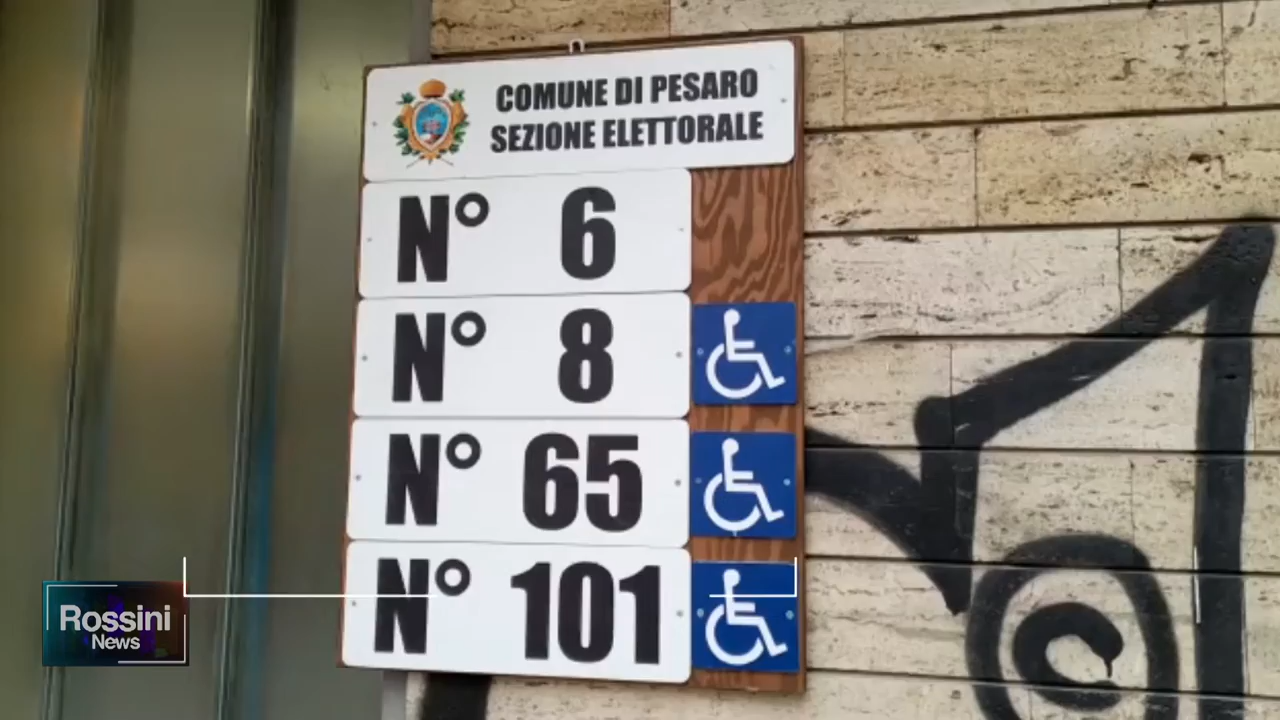 COMUNE DI PESARO
SEZIONE ELETTORALE
N° 6
N° 8
N° 65
N° 101
Rossini
News